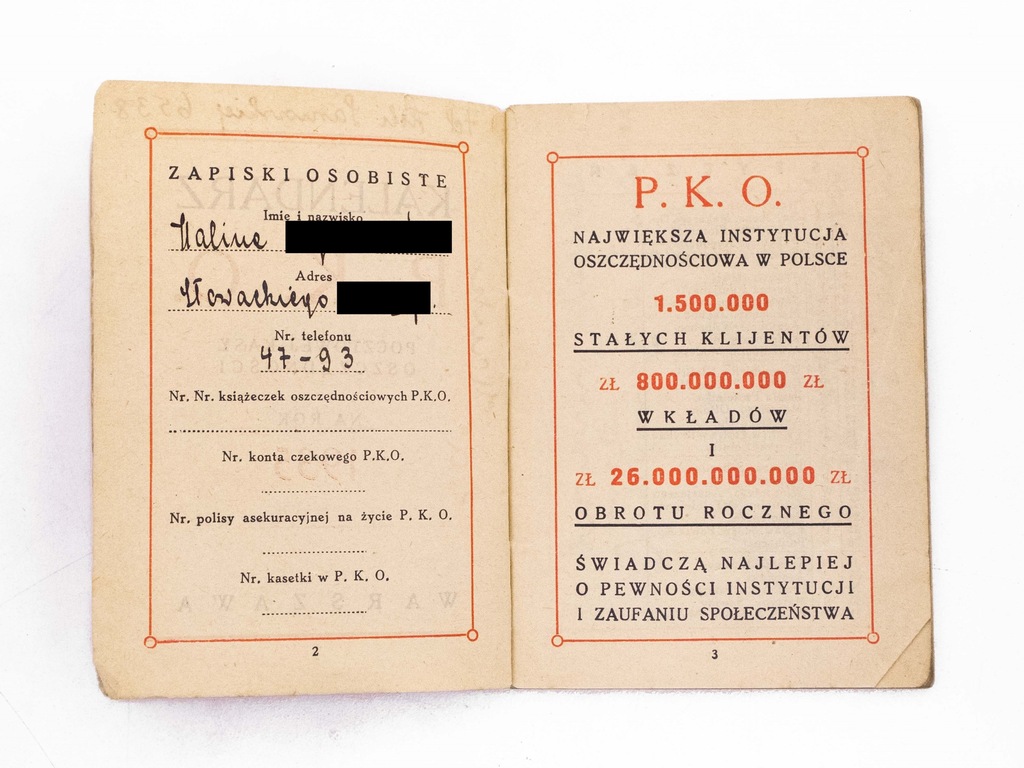 ZAPISKI OSOBISTE
Imię i nazwisko
Halina
Adres
Słowackiego
Nr. telefonu
47-93
Nr. Nr. książeczek oszczędnościowych P.K.O.
Nr. konta czekowego P.K.O.
Nr. polisy asekuracyjnej na życie P. K. O.
Nr. kasetki w P. K. O.
2
P. K. O.
NAJWIĘKSZA INSTYTUCJA
OSZCZĘDNOŚCIOWA W POLSCE
1.500.000
STAŁYCH KLIJENTÓW
ZŁ 800.000.000 ZŁ
WKŁADÓW
I
ZŁ 26.000.000.000 ZŁ
OBROTU ROCZNEGO
ŚWIADCZĄ NAJLEPIEJ
O PEWNOŚCI INSTYTUCJI
I ZAUFANIU SPOŁECZEŃSTWA
3